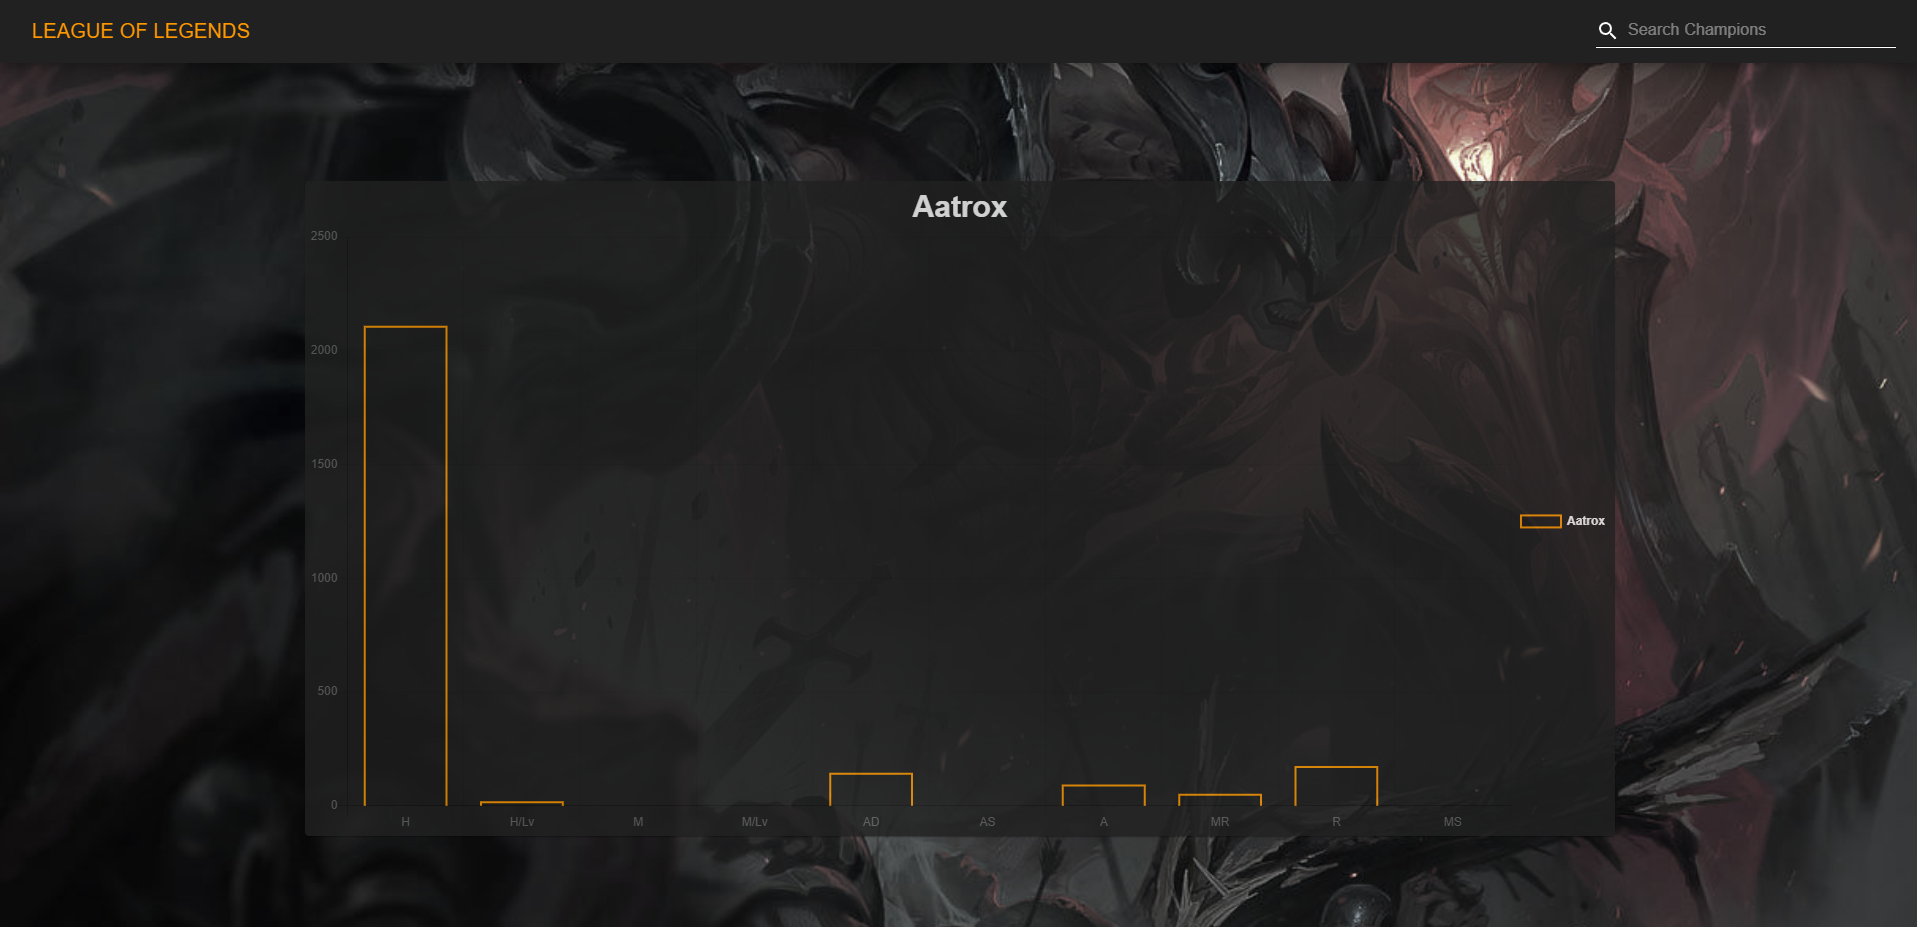 LEAGUE OF LEGENDS
Search Champions
Aatrox
2500
2000
1500
1000
500
0
H H/Lv M M/Lv AD AS A MR R MS
Aatrox